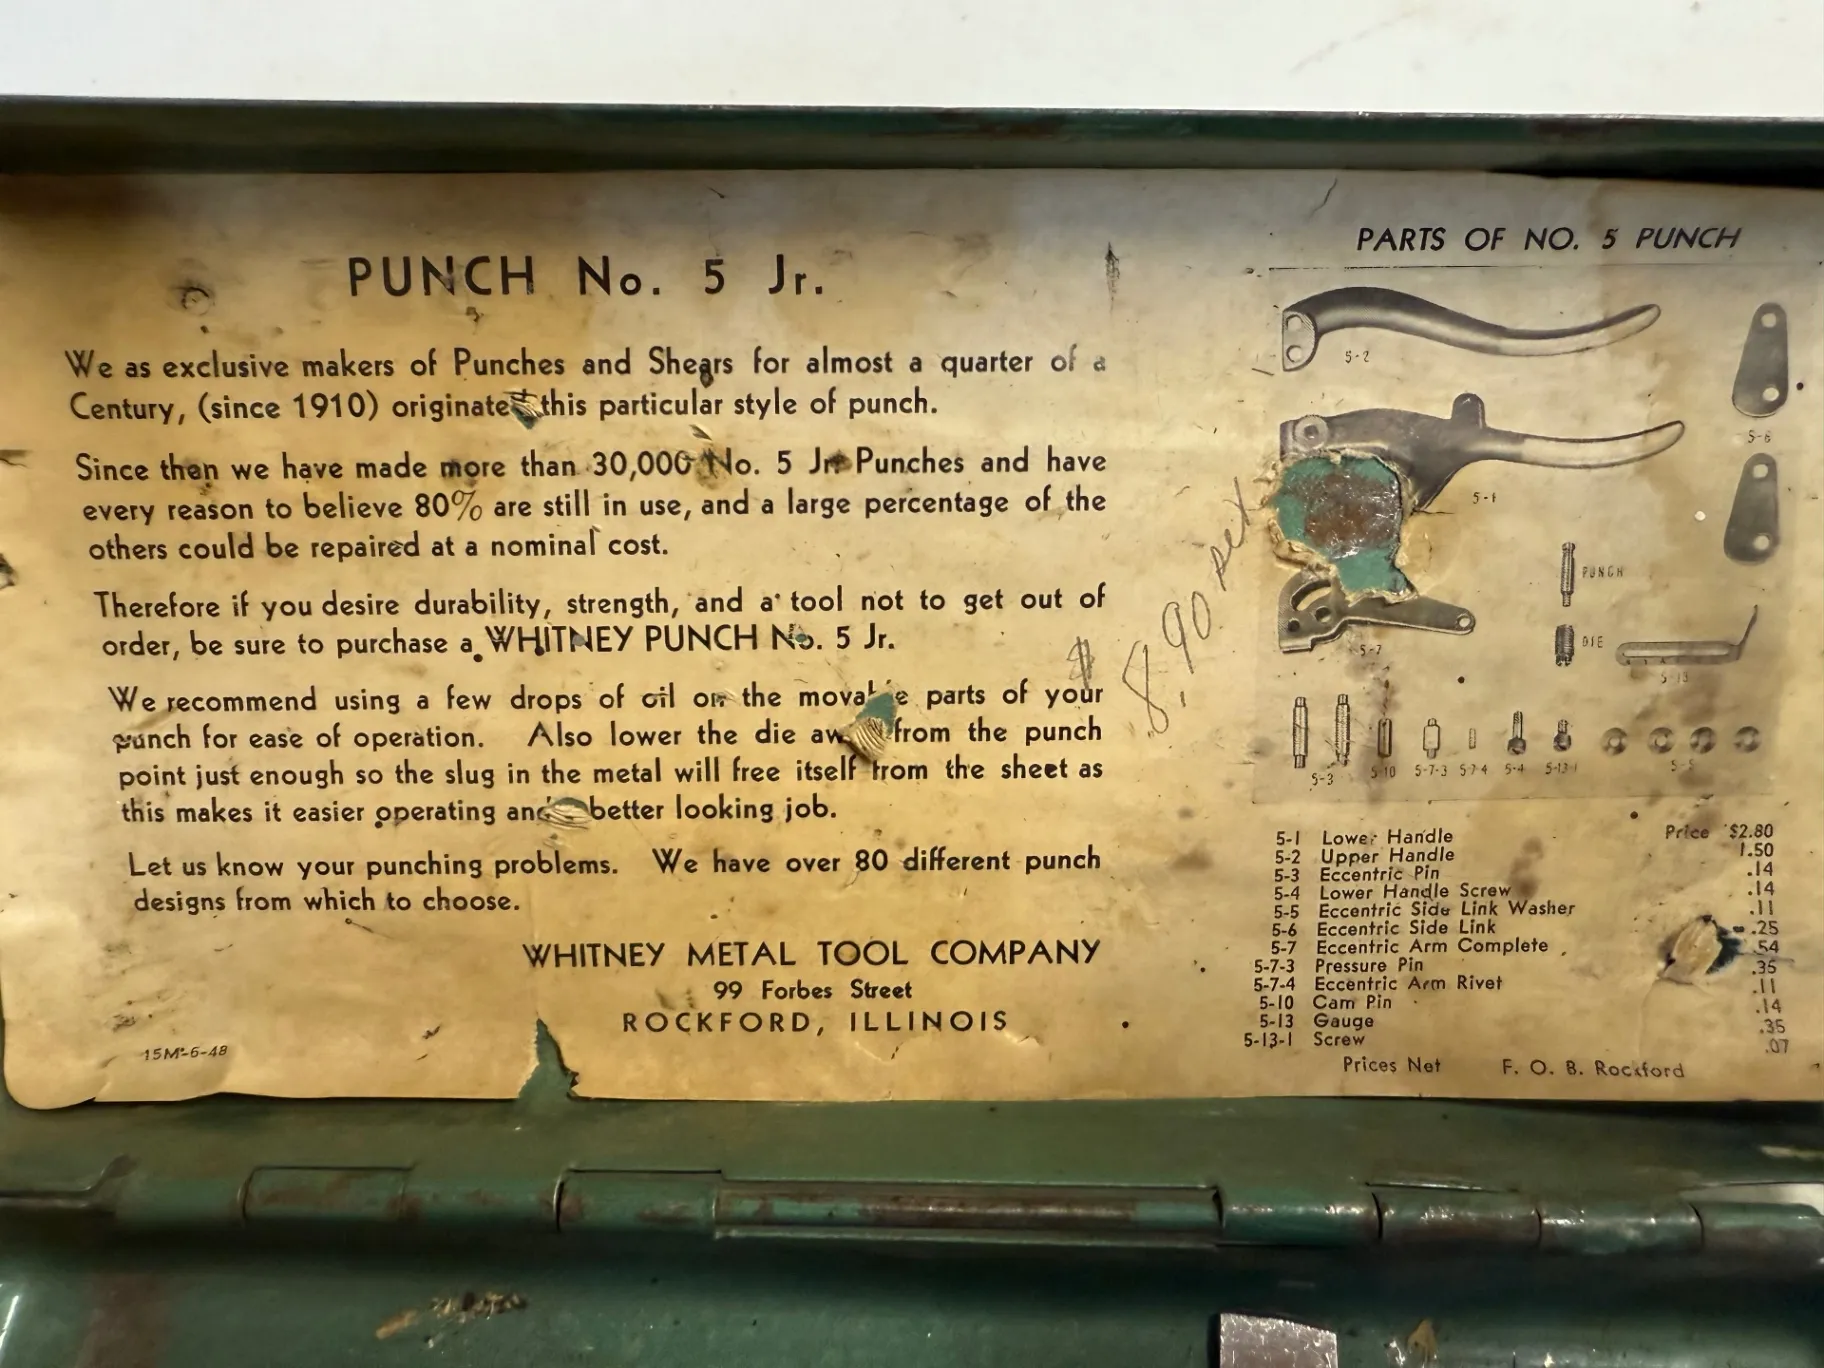 PUNCH No. 5 Jr.
We as exclusive makers of Punches and Shears for almost a quarter of a
Century, (since 1910) originate this particular style of punch.
Since then we have made more than 30,000 No. 5 Jr. Punches and have
every reason to believe 80% are still in use, and a large percentage of the
others could be repaired at a nominal cost.
Therefore if you desire durability, strength, and a tool not to get out of
order, be sure to purchase a WHITNEY PUNCH No. 5 Jr.
We recommend using a few drops of oil on the parts of your
punch for ease of operation. Also lower the die from the punch
point just enough so the slug in the metal will free itself from the sheet as
this makes it easier operating better looking job.
Let us know your punching problems. We have over 80 different punch
designs from which to choose.
WHITNEY METAL TOOL COMPANY
99 Forbes Street
ROCKFORD, ILLINOIS
15M-6-48
$8.90 set
PARTS OF NO. 5 PUNCH
5-2
5-6
5-1
PUNCH
DIE
5-7
5-13
5-3 5-10 5-7-3 5-7-4 5-4 5-13-1 5-5
5-1 Lower Handle Price $2.80
5-2 Upper Handle 1.50
5-3 Eccentric Pin .14
5-4 Lower Handle Screw .14
5-5 Eccentric Side Link Washer .11
5-6 Eccentric Side Link .25
5-7 Eccentric Arm Complete .54
5-7-3 Pressure Pin .35
5-7-4 Eccentric Arm Rivet .11
5-10 Cam Pin .14
5-13 Gauge .35
5-13-1 Screw .07
Prices Net F. O. B. Rockford